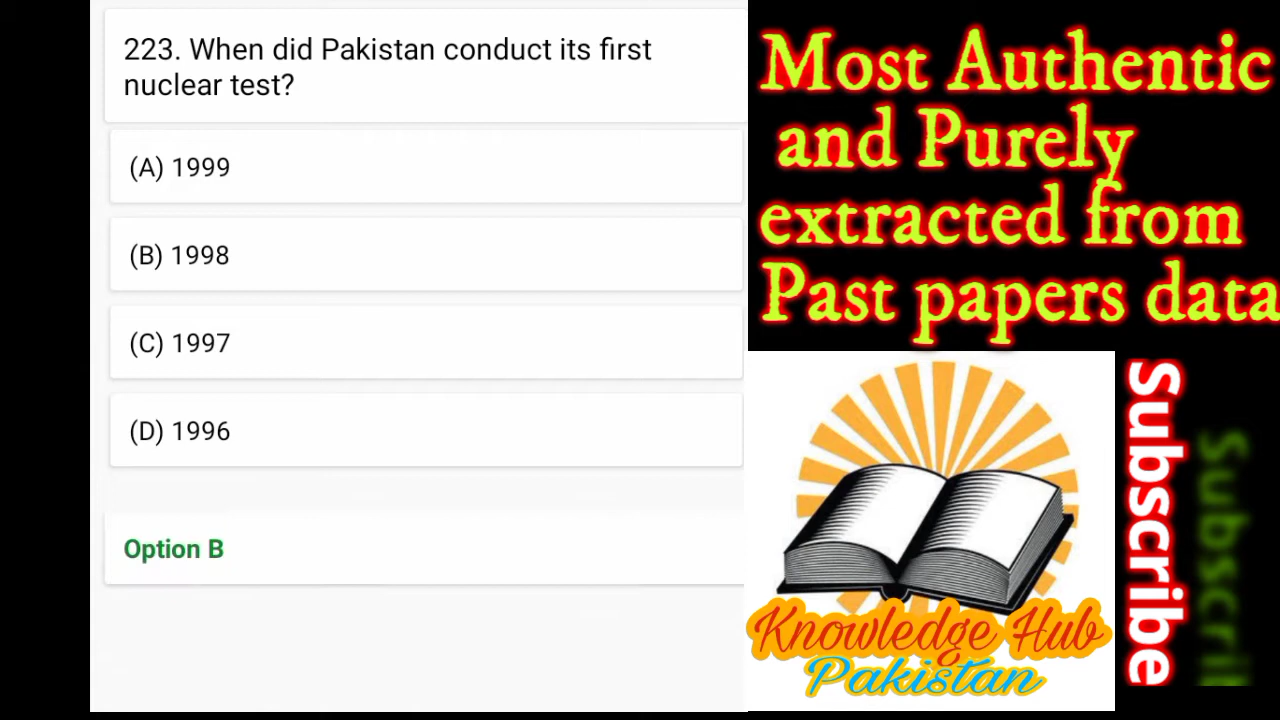 223. When did Pakistan conduct its first
nuclear test?
(A) 1999
(B) 1998
(C) 1997
(D) 1996
Option B
Most Authentic
and Purely
extracted from
Past papers data
Knowledge Hub
Pakistan
Subscribe